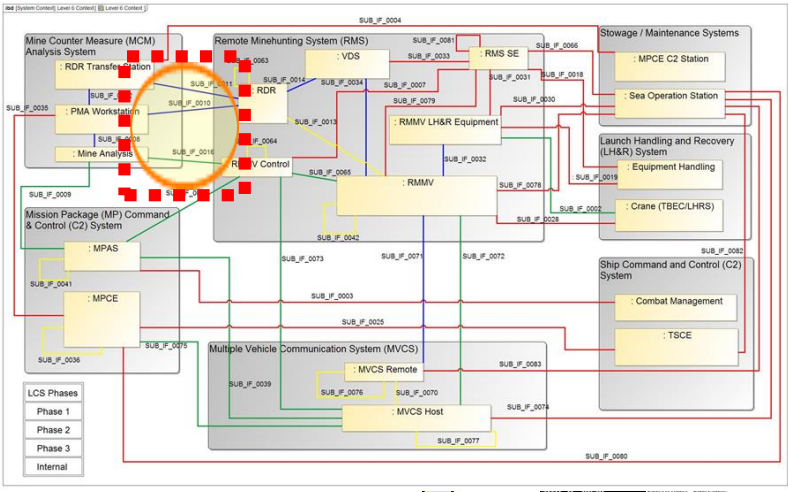 ibd [System Context] Level 6 Context [ Level 6 Context ]
SUB_IF_0004
Mine Counter Measure (MCM)
Analysis System
: RDR Transfer Station
: PMA Workstation
: Mine Analysis
SUB_IF_0035
SUB_IF_0010
SUB_IF_0016
SUB_IF_0009
Remote Minehunting System (RMS)
SUB_IF_0081
SUB_IF_0063
: VDS
SUB_IF_0033
: RMS SE
SUB_IF_0066
SUB_IF_0014
SUB_IF_0034
SUB_IF_0007
SUB_IF_0031
SUB_IF_0018
: RDR
SUB_IF_0079
SUB_IF_0030
SUB_IF_0013
: RMMV LH&R Equipment
SUB_IF_0064
Control
SUB_IF_0065
SUB_IF_0032
: RMMV
SUB_IF_0042
SUB_IF_0028
Stowage / Maintenance Systems
: MPCE C2 Station
: Sea Operation Station
Launch Handling and Recovery
(LH&R) System
: Equipment Handling
SUB_IF_0019
SUB_IF_0002
: Crane (TBEC/LHRS)
SUB_IF_0082
Mission Package (MP) Command
& Control (C2) System
: MPAS
SUB_IF_0041
: MPCE
SUB_IF_0036
SUB_IF_0075
SUB_IF_0073
SUB_IF_0071
SUB_IF_0072
SUB_IF_0003
SUB_IF_0025
Ship Command and Control (C2)
System
: Combat Management
: TSCE
Multiple Vehicle Communication System (MVCS)
: MVCS Remote
SUB_IF_0083
SUB_IF_0039
SUB_IF_0076
SUB_IF_0070
: MVCS Host
SUB_IF_0074
SUB_IF_0077
SUB_IF_0080
LCS Phases
Phase 1
Phase 2
Phase 3
Internal